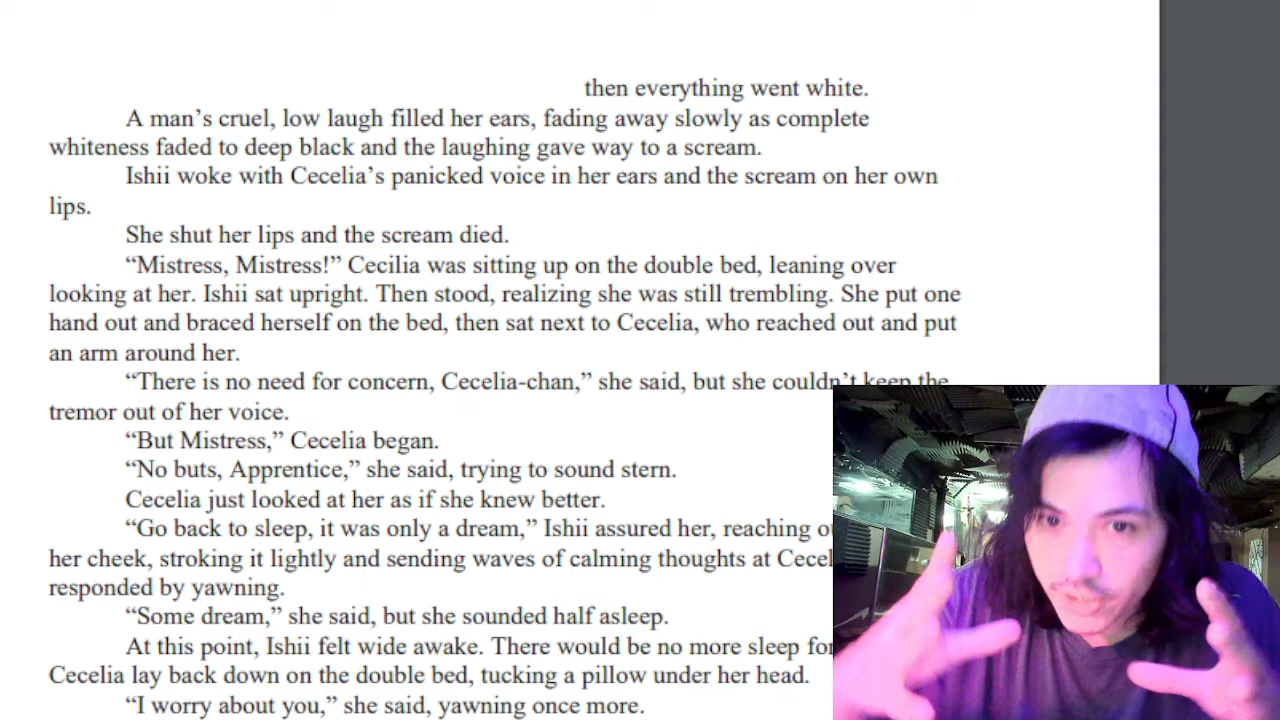 then everything went white.
A man’s cruel, low laugh filled her ears, fading away slowly as complete
whiteness faded to deep black and the laughing gave way to a scream.
Ishii woke with Cecelia’s panicked voice in her ears and the scream on her own
lips.
She shut her lips and the scream died.
“Mistress, Mistress!” Cecilia was sitting up on the double bed, leaning over
looking at her. Ishii sat upright. Then stood, realizing she was still trembling. She put one
hand out and braced herself on the bed, then sat next to Cecelia, who reached out and put
an arm around her.
“There is no need for concern, Cecelia-chan,” she said, but she couldn’t keep the
tremor out of her voice.
“But Mistress,” Cecelia began.
“No buts, Apprentice,” she said, trying to sound stern.
Cecelia just looked at her as if she knew better.
“Go back to sleep, it was only a dream,” Ishii assured her, reaching
her cheek, stroking it lightly and sending waves of calming thoughts at
responded by yawning.
“Some dream,” she said, but she sounded half asleep.
At this point, Ishii felt wide awake. There would be no more sleep for
Cecelia lay back down on the double bed, tucking a pillow under her head.
“I worry about you,” she said, yawning once more.